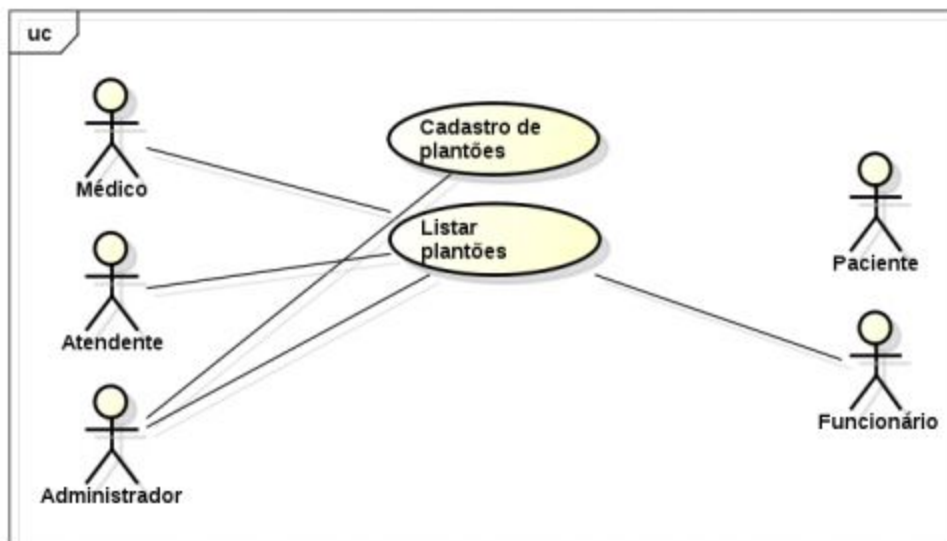 uc
Médico
Cadastro de
plantões
Listar
plantões
Paciente
Atendente
Funcionário
Administrador